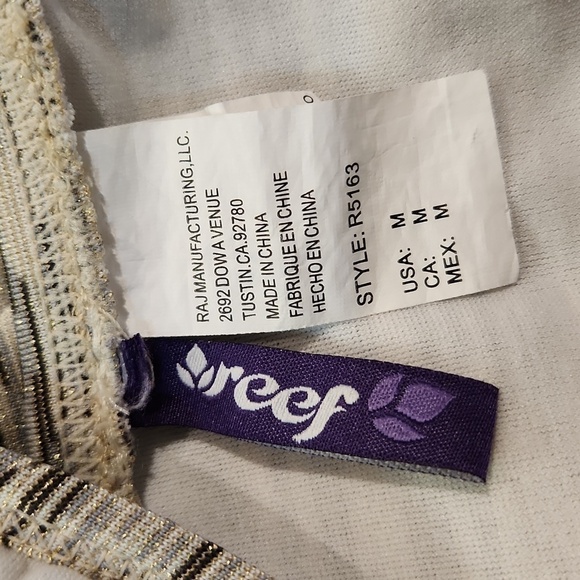 RAJ MANUFACTURING,LLC.
2692 DOW A VENUE
TUSTIN.CA.92780
MADE IN CHINA
FABRIQUE EN CHINE
HECHO EN CHINA
STYLE: R5163
USA: M
CA: M
MEX: M
reef